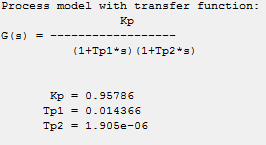 Process model with transfer function:
Kp
G(s) = ------------------
(1+Tp1*s)(1+Tp2*s)
Kp = 0.95786
Tp1 = 0.014366
Tp2 = 1.905e-06